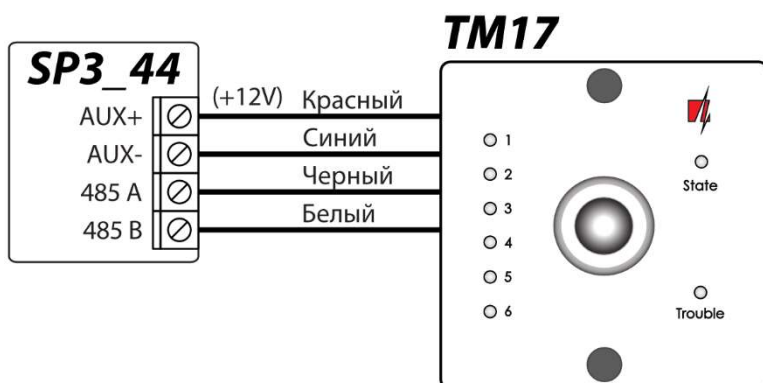 TM17
SP3_44
AUX+ (+12V) Красный
AUX- Синий
485 A Черный
485 B Белый
1
2
3
4
5
6
State
Trouble